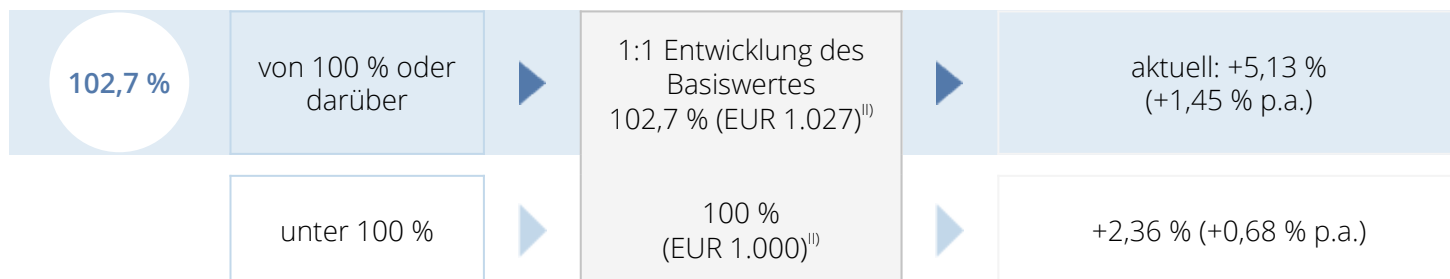 102,7 %
von 100 % oder
darüber
1:1 Entwicklung des
Basiswertes
102,7 % (EUR 1.027)II)
aktuell: +5,13 %
(+1,45 % p.a.)
unter 100 %
100 %
(EUR 1.000)II)
+2,36 % (+0,68 % p.a.)